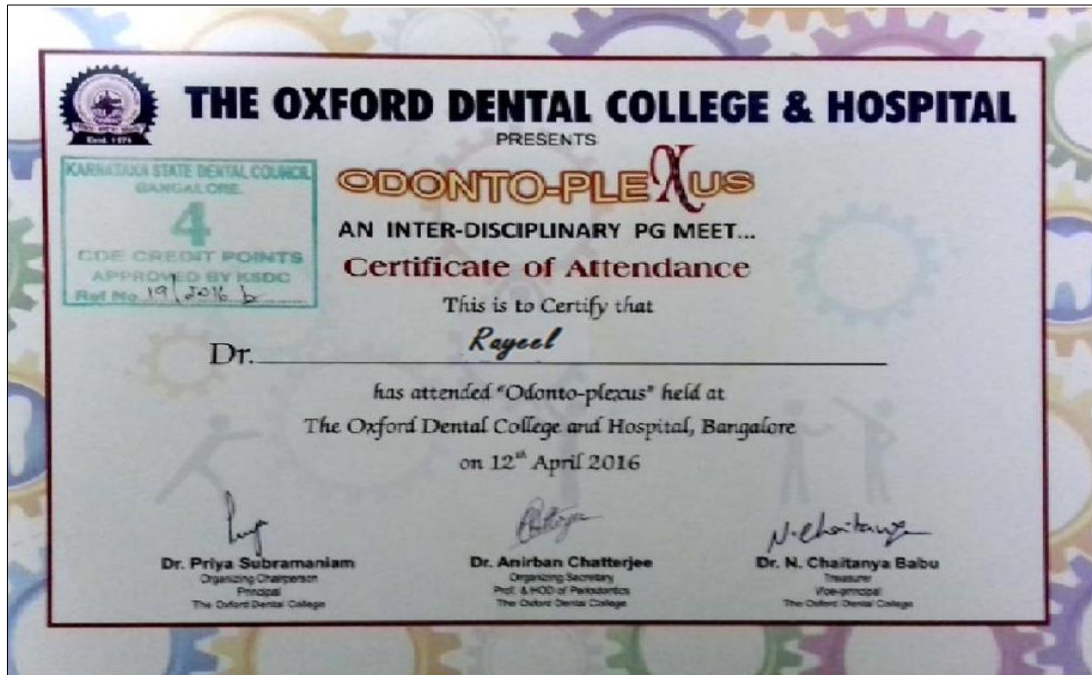 THE OXFORD DENTAL COLLEGE & HOSPITAL
Estd. 1974
PRESENTS
KARNATAKA STATE DENTAL COUNCIL
BANGALORE.
4
CDE CREDIT POINTS
APPROVED BY KSDC
Ref No 19/2016 b
ODONTO-PLEXUS
AN INTER-DISCIPLINARY PG MEET...
Certificate of Attendance
This is to Certify that
Dr. Rayeel
has attended "Odonto-plexus" held at
The Oxford Dental College and Hospital, Bangalore
on 12th April 2016
N. Chaitanya
Dr. Priya Subramaniam
Organizing Chairperson
Principal
The Oxford Dental College
Dr. Anirban Chatterjee
Organizing Secretary
Prof. & HOD of Periodontics
The Oxford Dental College
Dr. N. Chaitanya Babu
Treasurer
Vice-principal
The Oxford Dental College